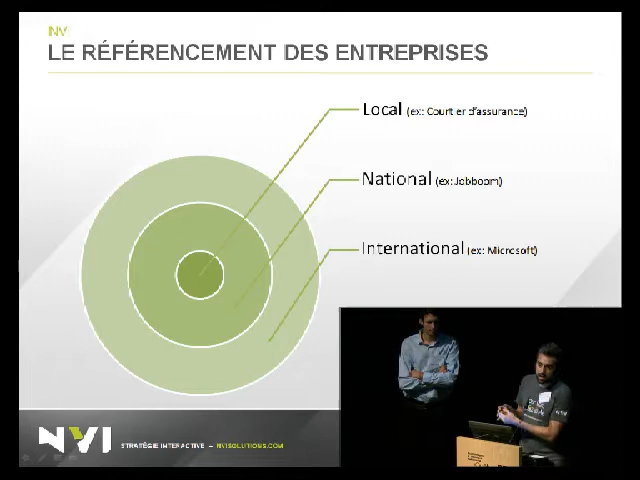 NVI
LE RÉFÉRENCEMENT DES ENTREPRISES
Local (ex: Courtier d'assurance)
National (ex: Jobboom)
International (ex: Microsoft)
NVI STRATÉGIE INTERACTIVE – NVISOLUTIONS.COM